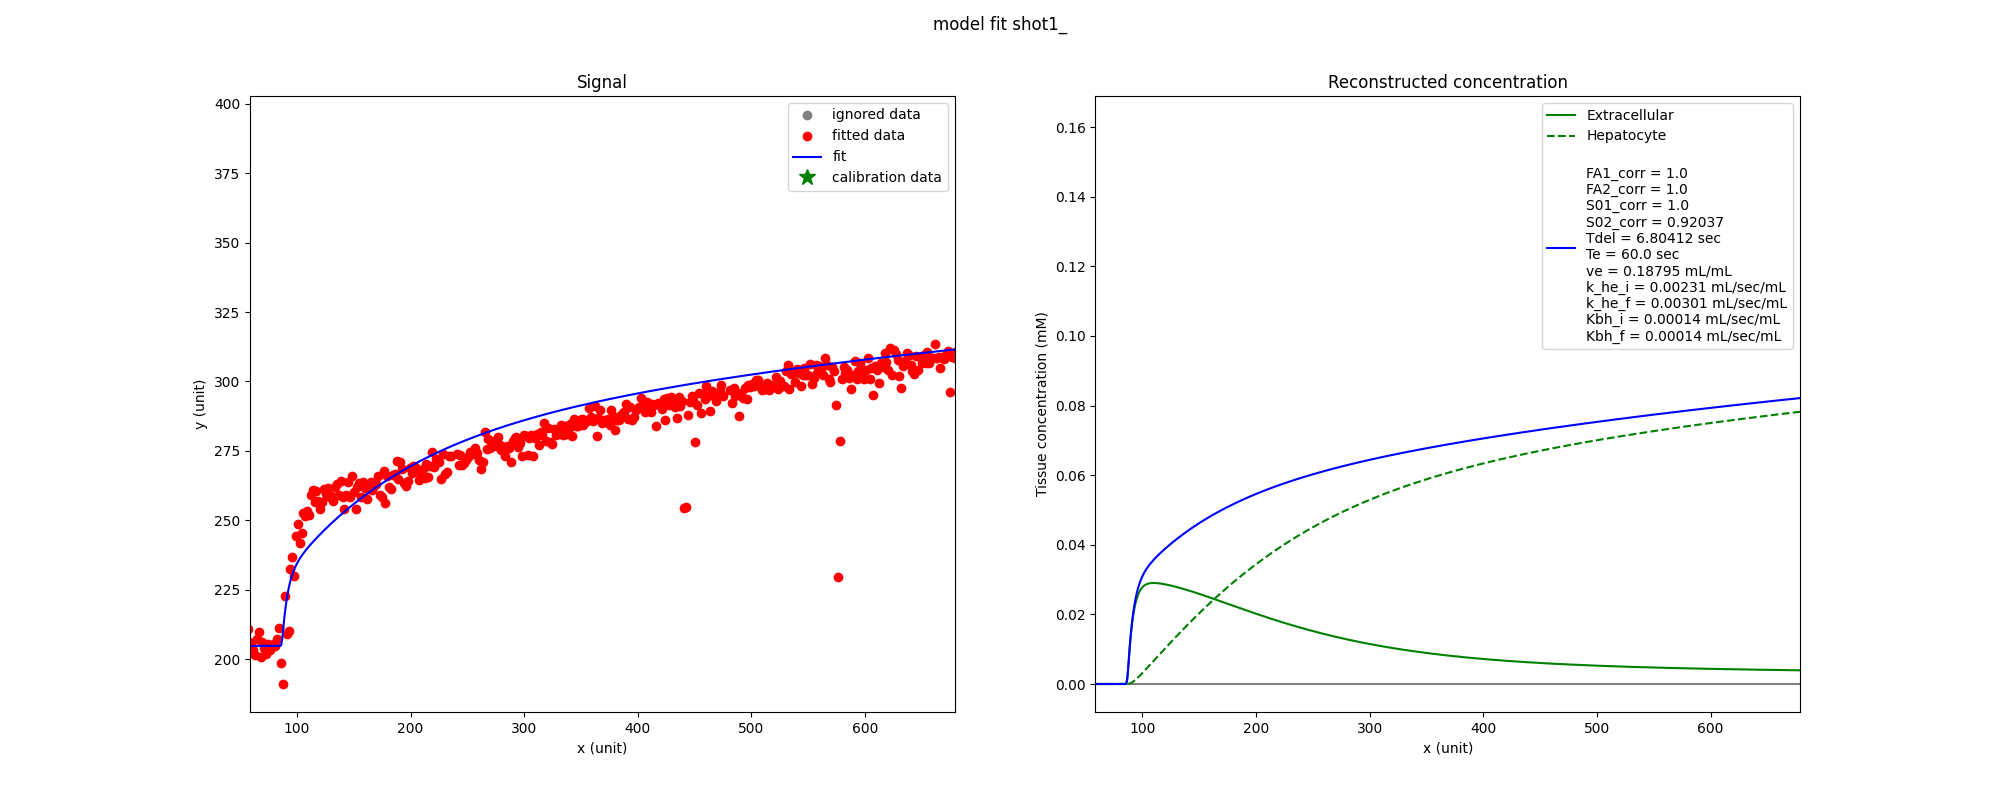 model fit shot1_
Signal
400
375
350
325
300
275
250
225
200
y (unit)
100
200
300
400
500
600
x (unit)
ignored data
fitted data
fit
calibration data
Reconstructed concentration
0.16
0.14
0.12
0.10
0.08
0.06
0.04
0.02
0.00
Tissue concentration (mM)
100
200
300
400
500
600
x (unit)
Extracellular
Hepatocyte
FA1_corr = 1.0
FA2_corr = 1.0
S01_corr = 1.0
S02_corr = 0.92037
Tdel = 6.80412 sec
Te = 60.0 sec
ve = 0.18795 mL/mL
k_he_i = 0.00231 mL/sec/mL
k_he_f = 0.00301 mL/sec/mL
Kbh_i = 0.00014 mL/sec/mL
Kbh_f = 0.00014 mL/sec/mL